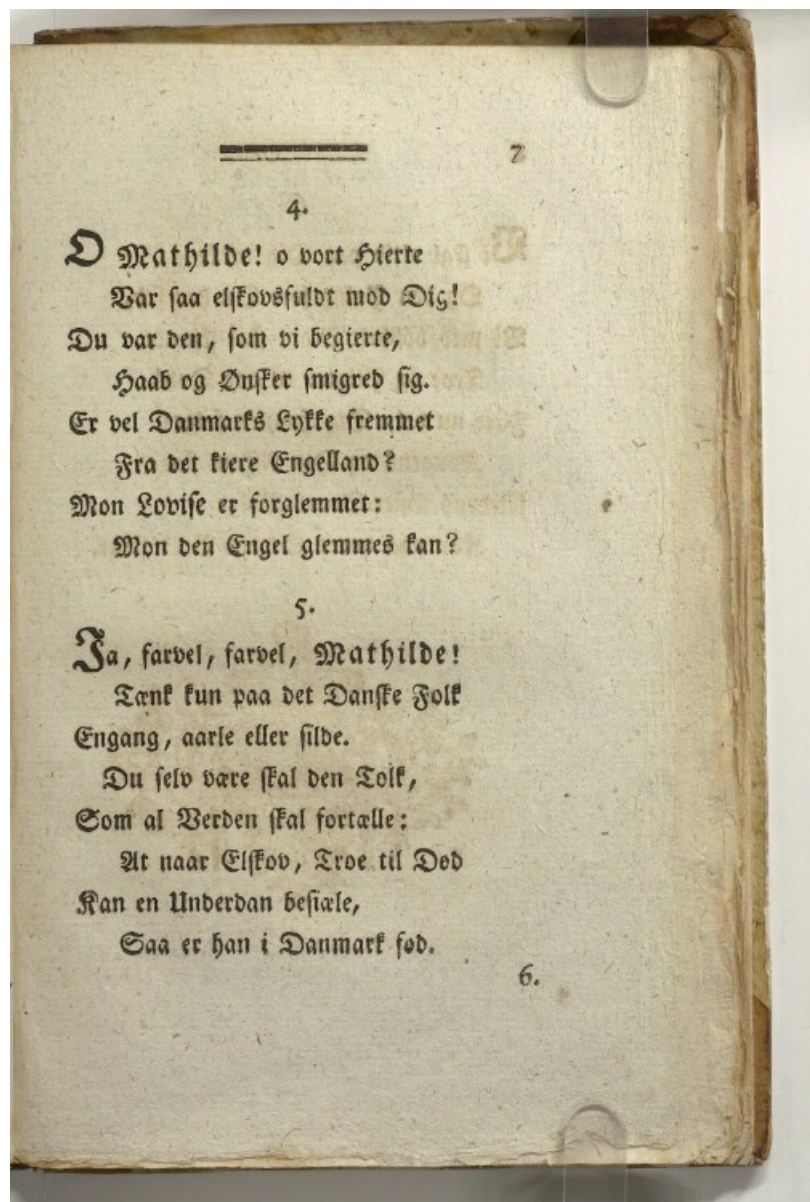 7
4.
O Mathilde! o vort Hierte
Var saa elskovsfuldt mod Dig!
Du var den, som vi begierte,
Haab og Ønsker smigred sig.
Er vel Danmarks Lykke fremmet
Fra det kiere Engelland?
Mon Lovise er forglemmet:
Mon den Engel glemmes kan?
5.
Ja, farvel, farvel, Mathilde!
Tænk kun paa det Danske Folk
Engang, aarle eller silde.
Du selv være skal den Tolk,
Som al Verden skal fortælle:
At naar Elskov, Troe til Død
Kan en Underdan besiæle,
Saa er han i Danmark fød.
6.